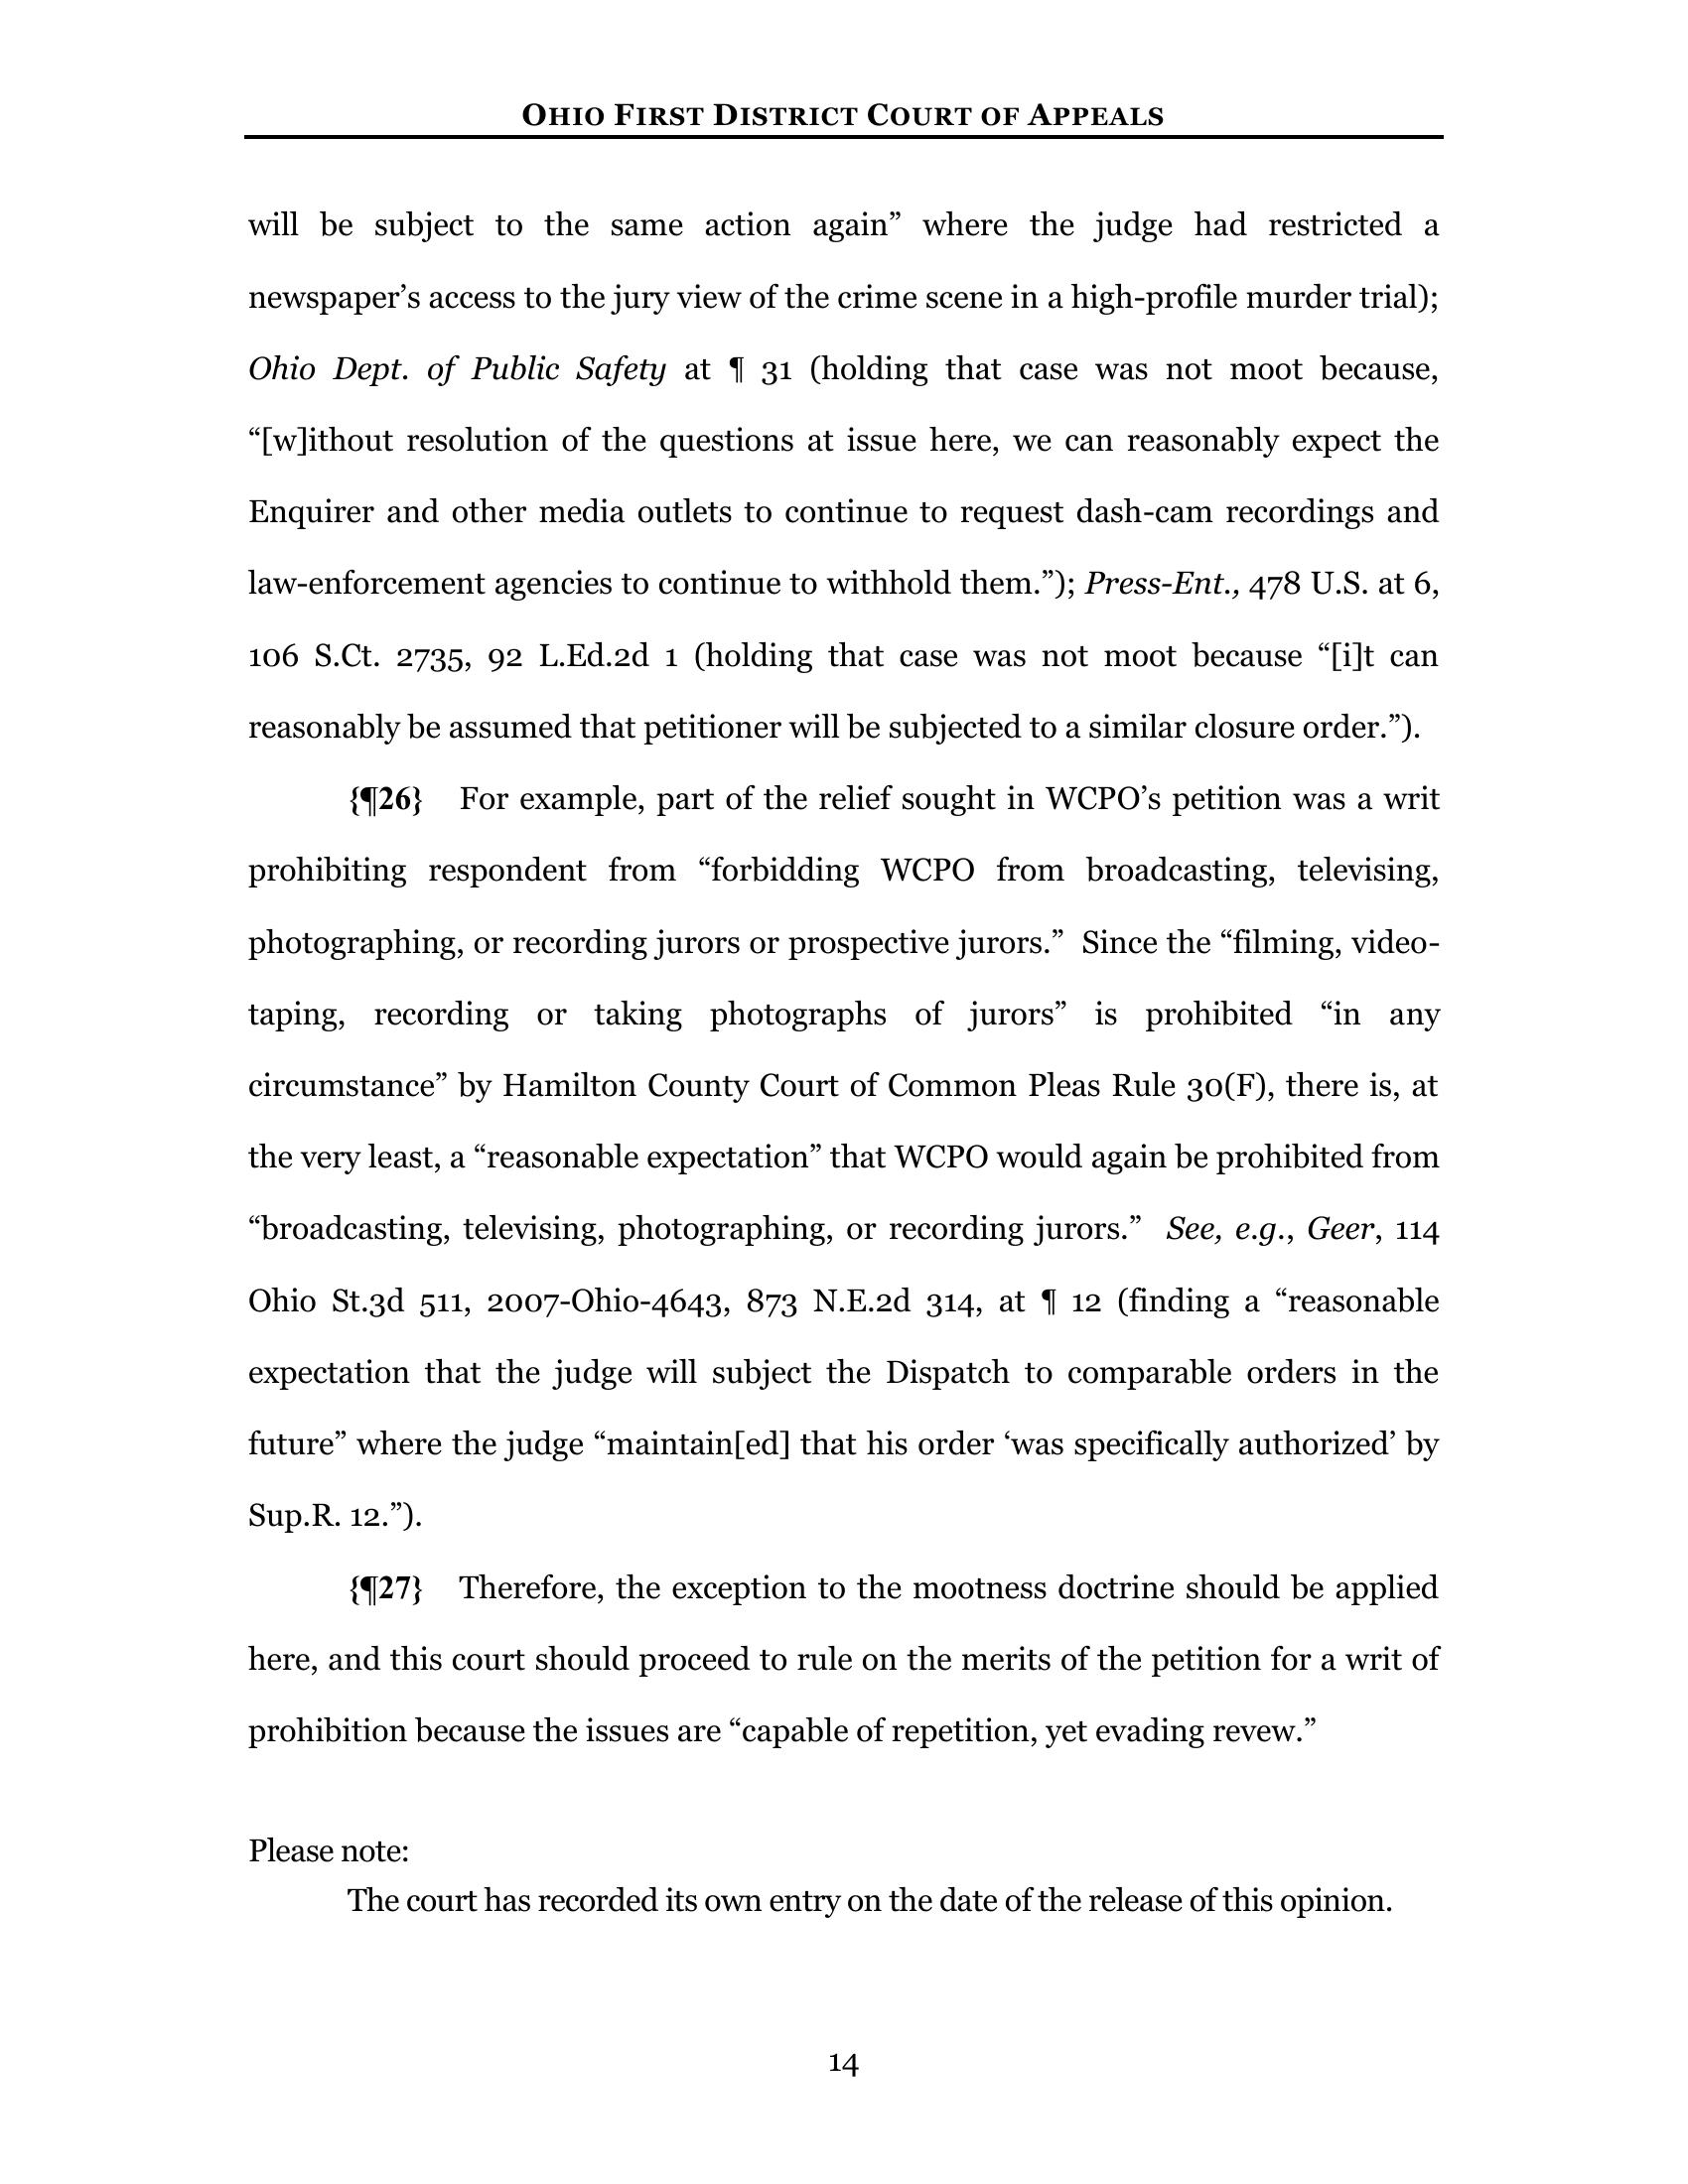 OHIO FIRST DISTRICT COURT OF APPEALS
will be subject to the same action again” where the judge had restricted a
newspaper’s access to the jury view of the crime scene in a high-profile murder trial);
Ohio Dept. of Public Safety at ¶ 31 (holding that case was not moot because,
“[w]ithout resolution of the questions at issue here, we can reasonably expect the
Enquirer and other media outlets to continue to request dash-cam recordings and
law-enforcement agencies to continue to withhold them.”); Press-Ent., 478 U.S. at 6,
106 S.Ct. 2735, 92 L.Ed.2d 1 (holding that case was not moot because “[i]t can
reasonably be assumed that petitioner will be subjected to a similar closure order.”).
{¶26} For example, part of the relief sought in WCPO’s petition was a writ
prohibiting respondent from “forbidding WCPO from broadcasting, televising,
photographing, or recording jurors or prospective jurors.” Since the “filming, video-
taping, recording or taking photographs of jurors” is prohibited “in any
circumstance” by Hamilton County Court of Common Pleas Rule 30(F), there is, at
the very least, a “reasonable expectation” that WCPO would again be prohibited from
“broadcasting, televising, photographing, or recording jurors.” See, e.g., Geer, 114
Ohio St.3d 511, 2007-Ohio-4643, 873 N.E.2d 314, at ¶ 12 (finding a “reasonable
expectation that the judge will subject the Dispatch to comparable orders in the
future” where the judge “maintain[ed] that his order ‘was specifically authorized’ by
Sup.R. 12.”).
{¶27} Therefore, the exception to the mootness doctrine should be applied
here, and this court should proceed to rule on the merits of the petition for a writ of
prohibition because the issues are “capable of repetition, yet evading revew.”
Please note:
The court has recorded its own entry on the date of the release of this opinion.
14